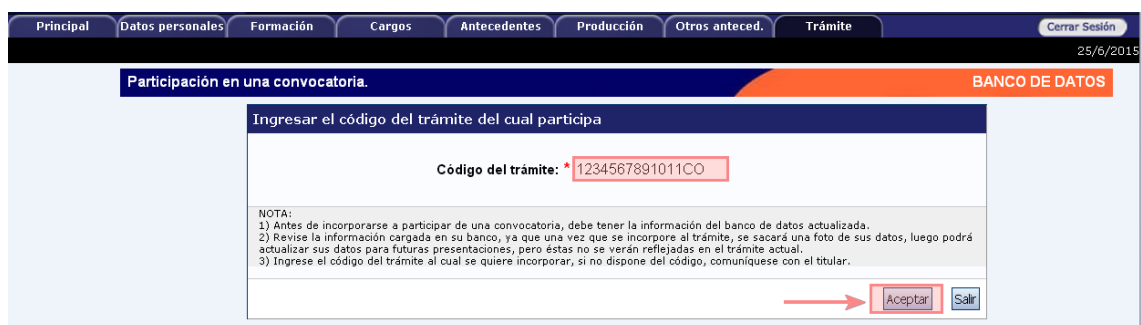 Principal Datos personales Formación Cargos Antecedentes Producción Otros anteced. Trámite Cerrar Sesión
25/6/2015
Participación en una convocatoria. BANCO DE DATOS
Ingresar el código del trámite del cual participa
Código del trámite: * 1234567891011CO
NOTA:
1) Antes de incorporarse a participar de una convocatoria, debe tener la información del banco de datos actualizada.
2) Revise la información cargada en su banco, ya que una vez que se incorpore al trámite, se sacará una foto de sus datos, luego podrá
actualizar sus datos para futuras presentaciones, pero éstas no se verán reflejadas en el trámite actual.
3) Ingrese el código del trámite al cual se quiere incorporar, si no dispone del código, comuníquese con el titular.
Aceptar Salir